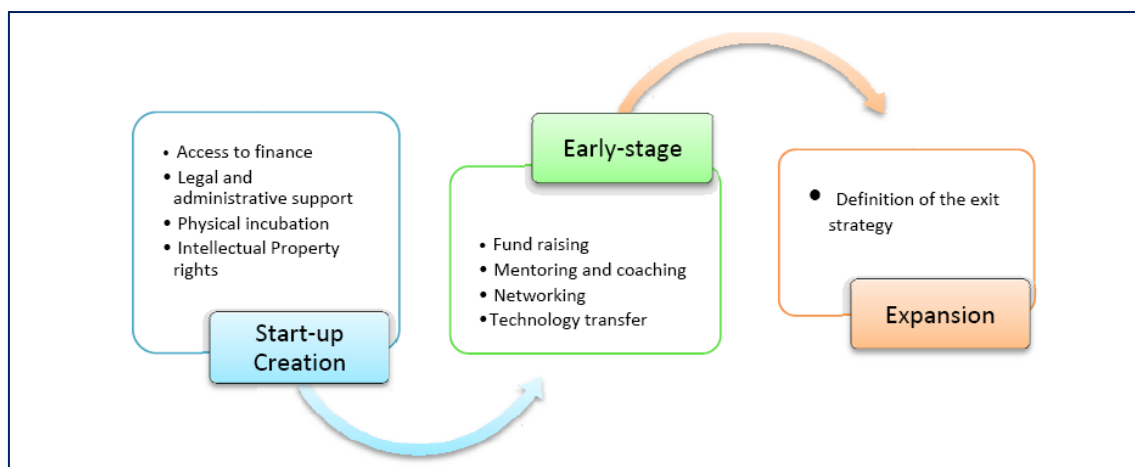 • Access to finance
• Legal and
administrative support
• Physical incubation
• Intellectual Property
rights
Start-up
Creation
Early-stage
• Fund raising
• Mentoring and coaching
• Networking
•Technology transfer
• Definition of the exit
strategy
Expansion